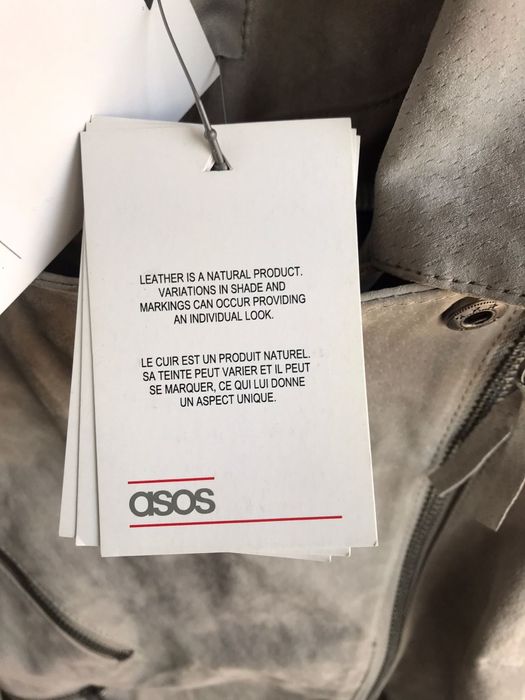 LEATHER IS A NATURAL PRODUCT.
VARIATIONS IN SHADE AND
MARKINGS CAN OCCUR PROVIDING
AN INDIVIDUAL LOOK.
LE CUIR EST UN PRODUIT NATUREL.
SA TEINTE PEUT VARIER ET IL PEUT
SE MARQUER, CE QUI LUI DONNE
UN ASPECT UNIQUE.
asos